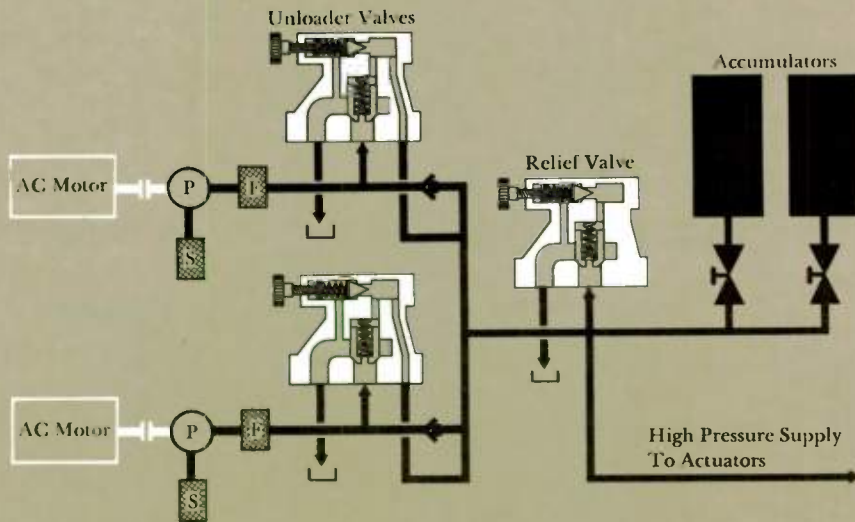 Unloader Valves
Accumulators
Relief Valve
AC Motor
P
F
S
AC Motor
P
F
S
High Pressure Supply
To Actuators